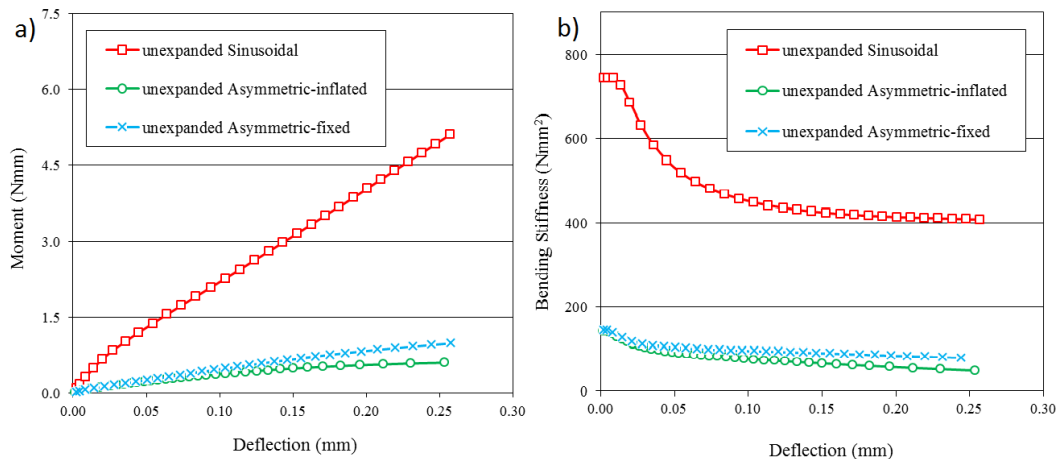 a)
7.5
6.0
4.5
3.0
1.5
0.0
Moment (Nmm)
unexpanded Sinusoidal
unexpanded Asymmetric-inflated
unexpanded Asymmetric-fixed
0.00 0.05 0.10 0.15 0.20 0.25 0.30
Deflection (mm)
b)
800
600
400
200
0
Bending Stiffness (Nmm²)
unexpanded Sinusoidal
unexpanded Asymmetric-inflated
unexpanded Asymmetric-fixed
0.00 0.05 0.10 0.15 0.20 0.25 0.30
Deflection (mm)